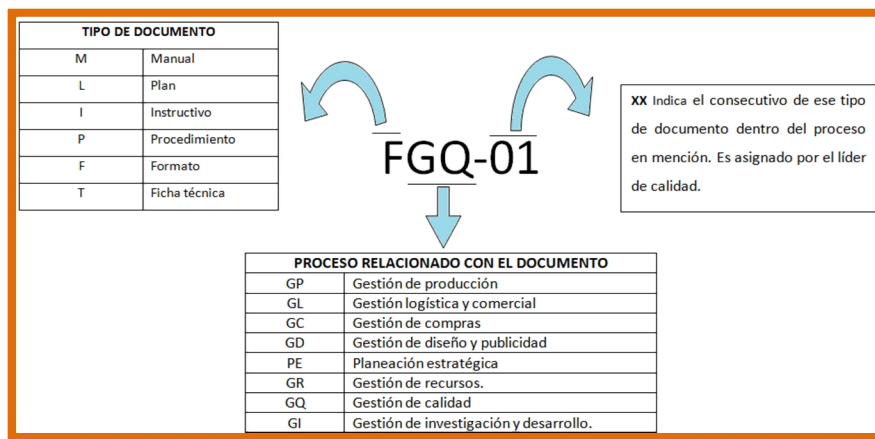 TIPO DE DOCUMENTO
M Manual
L Plan
I Instructivo
P Procedimiento
F Formato
T Ficha técnica
FGQ-01
XX Indica el consecutivo de ese tipo
de documento dentro del proceso
en mención. Es asignado por el líder
de calidad.
PROCESO RELACIONADO CON EL DOCUMENTO
GP Gestión de producción
GL Gestión logística y comercial
GC Gestión de compras
GD Gestión de diseño y publicidad
PE Planeación estratégica
GR Gestión de recursos.
GQ Gestión de calidad
GI Gestión de investigación y desarrollo.